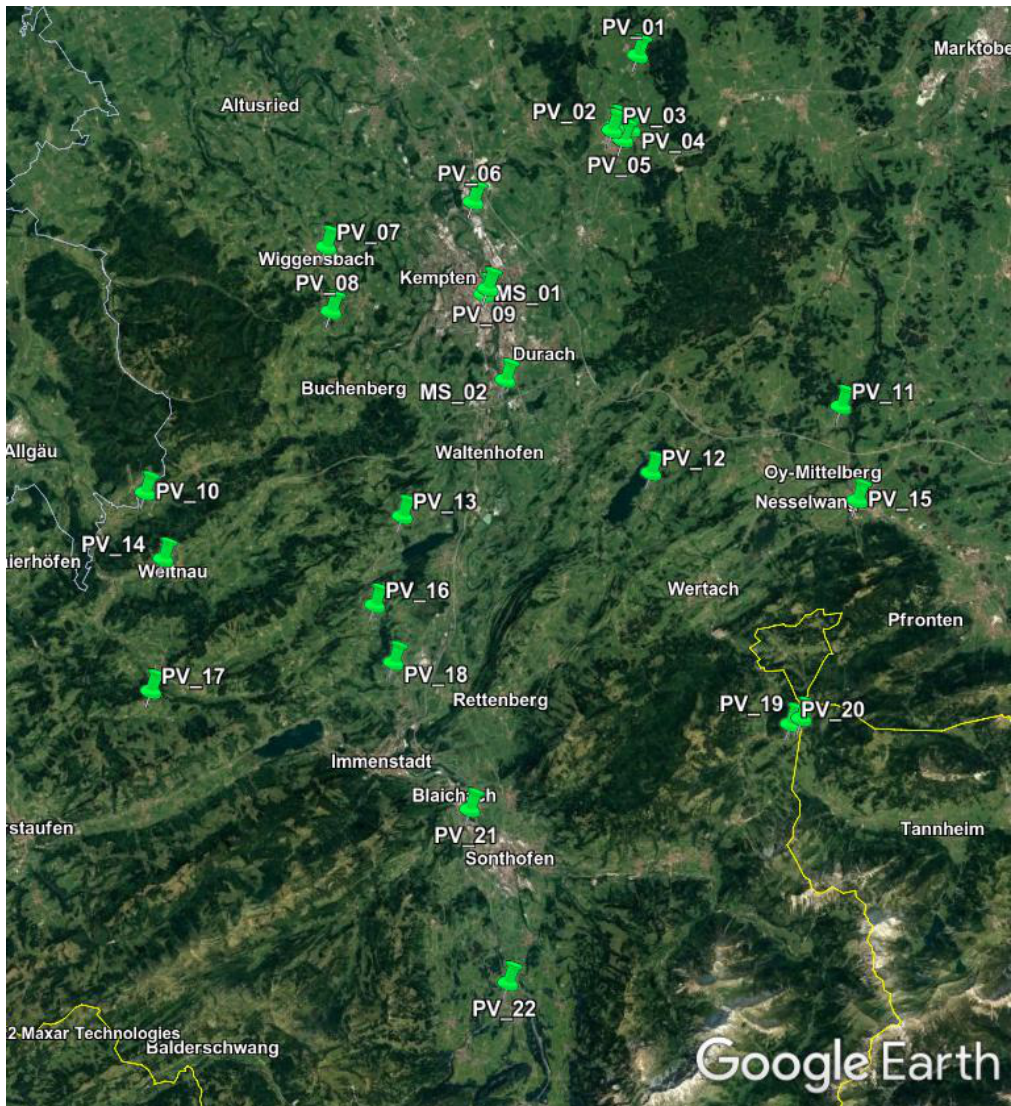 PV_01
Marktobe
Altusried
PV_02
PV_03
PV_04
PV_05
PV_06
PV_07
Wiggensbach
PV_08
Kempten
MS_01
PV_09
Durach
Buchenberg
MS_02
PV_11
Allgäu
Waltenhofen
PV_12
Oy-Mittelberg
PV_10
PV_13
Nesselwang
PV_15
PV_14
ierhöfen
Weitnau
PV_16
Wertach
Pfronten
PV_17
PV_18
Rettenberg
PV_19
PV_20
Immenstadt
Blaichach
rstaufen
PV_21
Tannheim
Sonthofen
PV_22
2 Maxar Technologies
Balderschwang
Google Earth